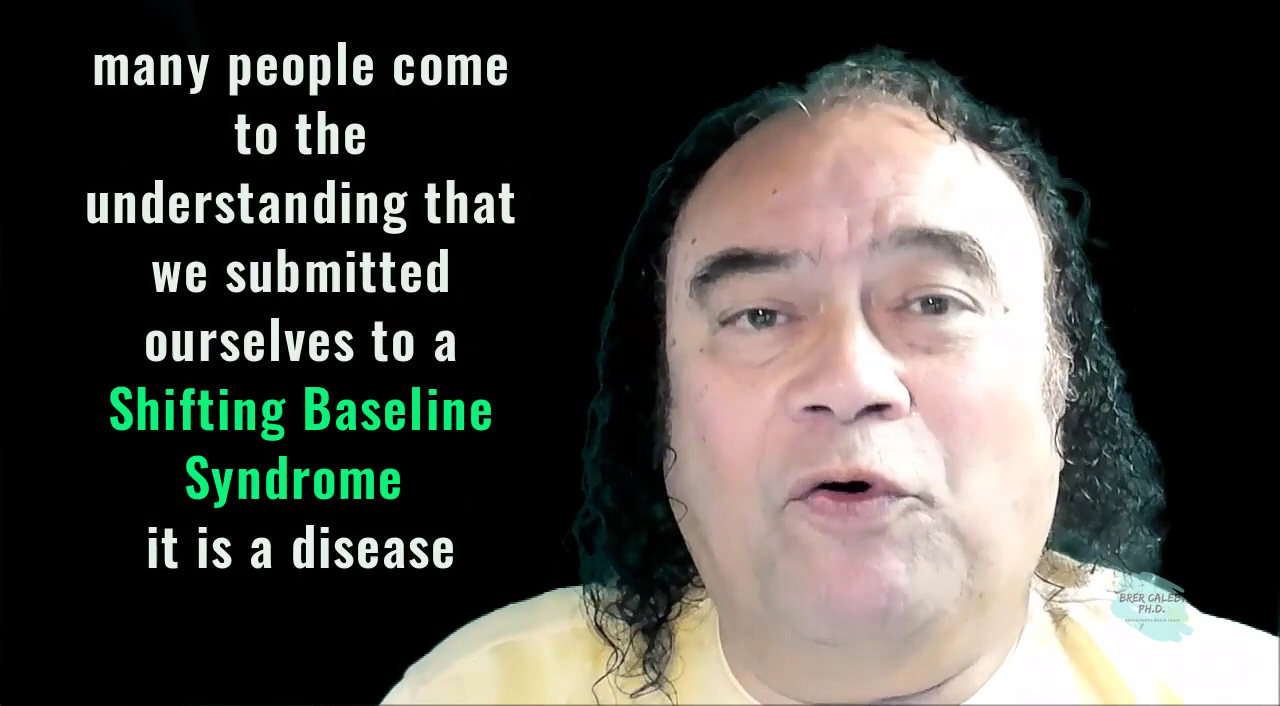 many people come
to the
understanding that
we submitted
ourselves to a
Shifting Baseline
Syndrome
it is a disease
BRER CALEB
PH.D.